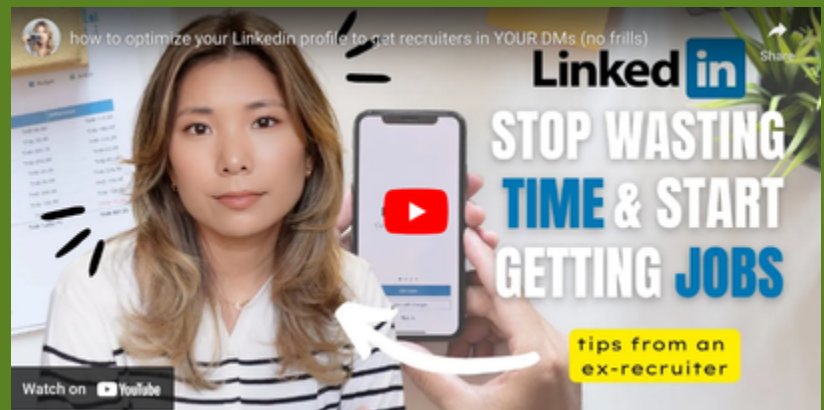 how to optimize your Linkedin profile to get recruiters in YOUR DMs (no frills)
Share
Linked in
STOP WASTING
TIME & START
GETTING JOBS
tips from an
ex-recruiter
Watch on YouTube